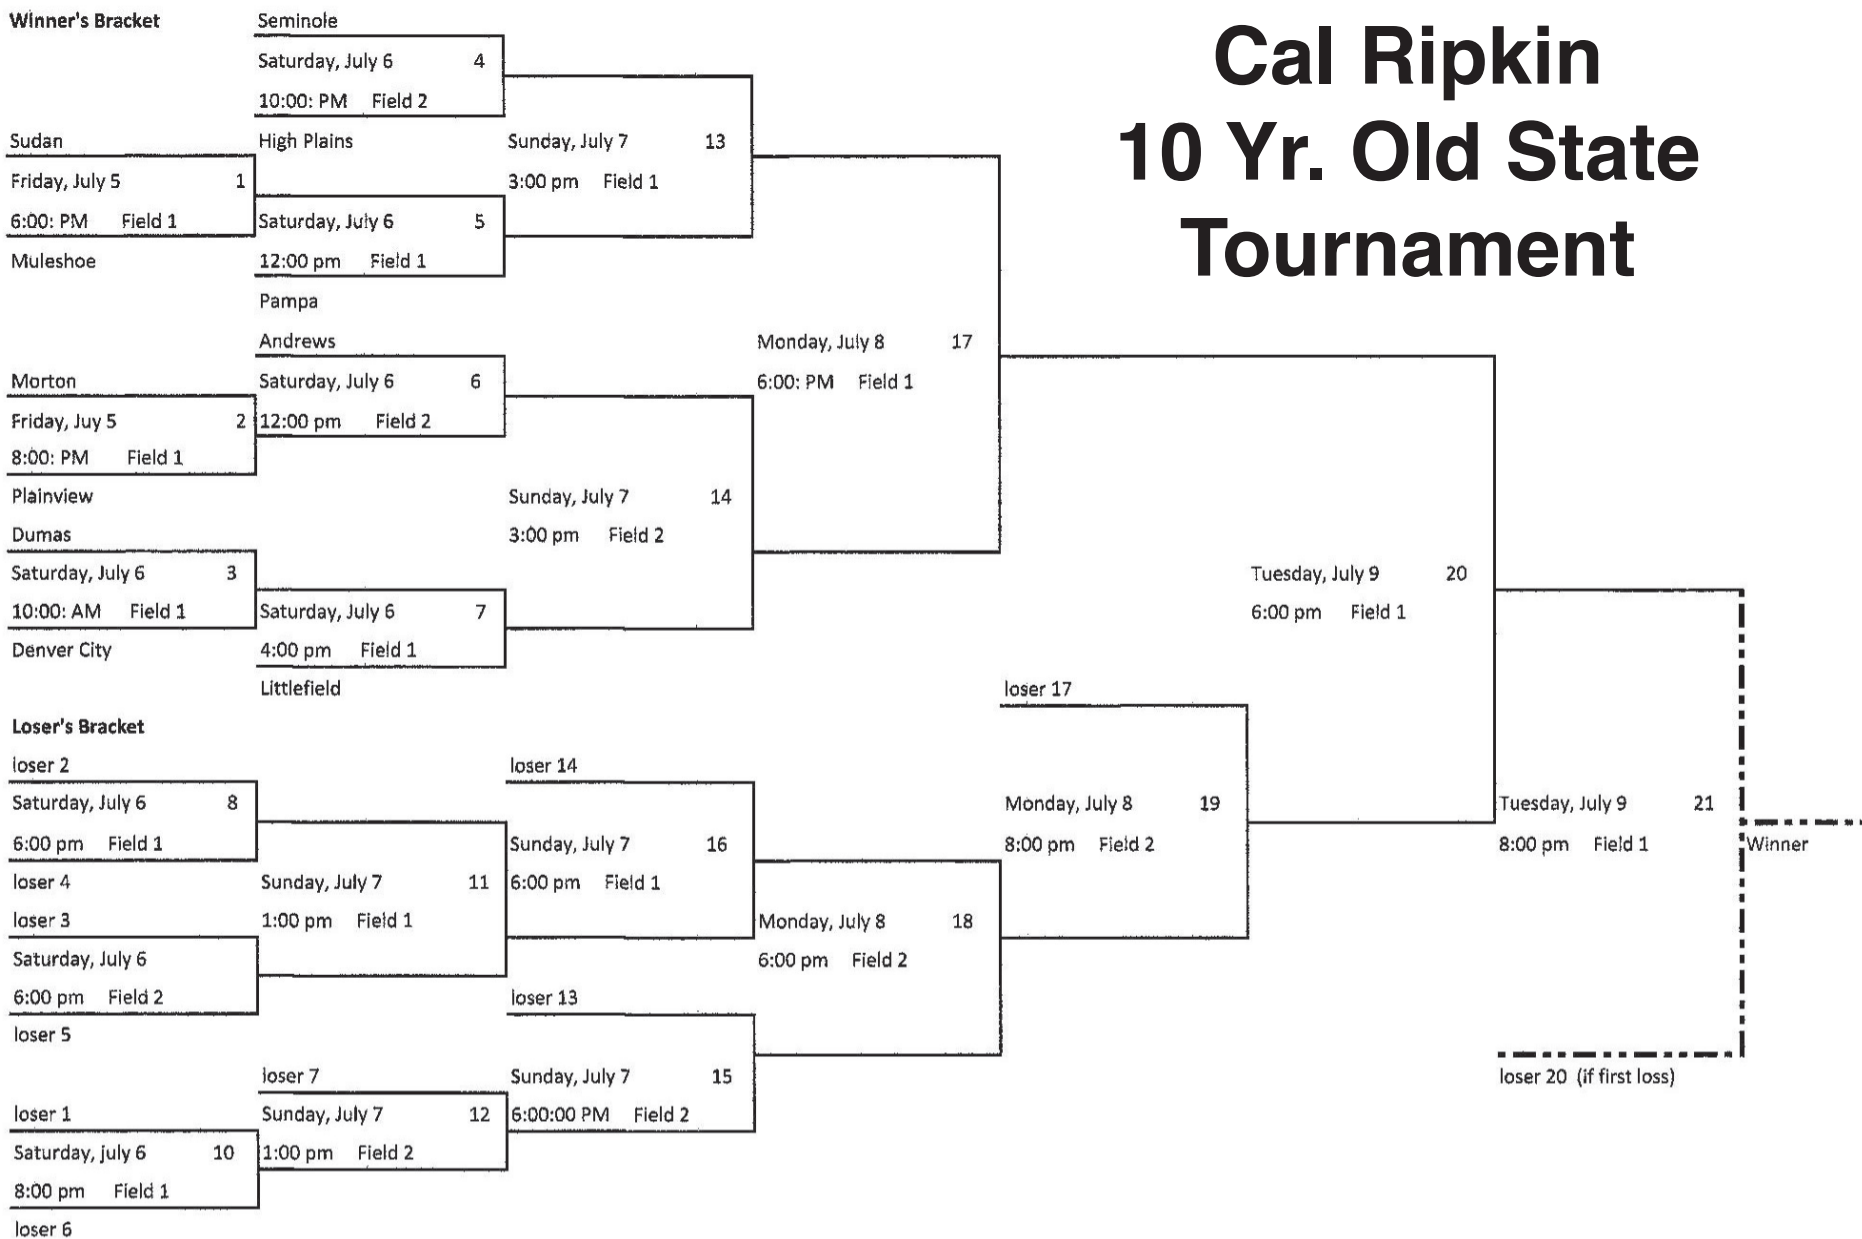 Winner's Bracket
Cal Ripkin
10 Yr. Old State
Tournament
Seminole
Saturday, July 6 4
10:00: PM Field 2
High Plains
Sudan
Friday, July 5 1
6:00: PM Field 1
Muleshoe
Saturday, July 6 5
12:00 pm Field 1
Pampa
Sunday, July 7 13
3:00 pm Field 1
Andrews
Saturday, July 6 6
12:00 pm Field 2
Morton
Friday, Juy 5 2
8:00: PM Field 1
Plainview
Dumas
Saturday, July 6 3
10:00: AM Field 1
Denver City
Saturday, July 6 7
4:00 pm Field 1
Littlefield
Sunday, July 7 14
3:00 pm Field 2
Monday, July 8 17
6:00: PM Field 1
Tuesday, July 9 20
6:00 pm Field 1
Loser's Bracket
loser 2
Saturday, July 6 8
6:00 pm Field 1
loser 4
loser 3
Saturday, July 6
6:00 pm Field 2
loser 5
Sunday, July 7 11
1:00 pm Field 1
loser 14
Sunday, July 7 16
6:00 pm Field 1
loser 1
Saturday, july 6 10
8:00 pm Field 1
loser 6
loser 7
Sunday, July 7 12
1:00 pm Field 2
loser 13
Sunday, July 7 15
6:00:00 PM Field 2
Monday, July 8 18
6:00 pm Field 2
loser 17
Monday, July 8 19
8:00 pm Field 2
Tuesday, July 9 21
8:00 pm Field 1
Winner
loser 20 (if first loss)